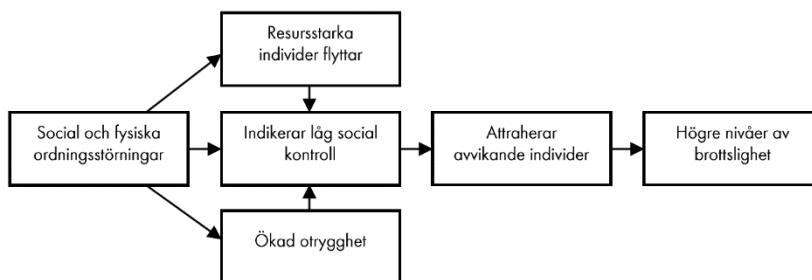 Resursstarka
individer flyttar
Social och fysiska
ordningsstörningar
Indikerar låg social
kontroll
Attraherar
avvikande individer
Högre nivåer av
brottslighet
Ökad otrygghet